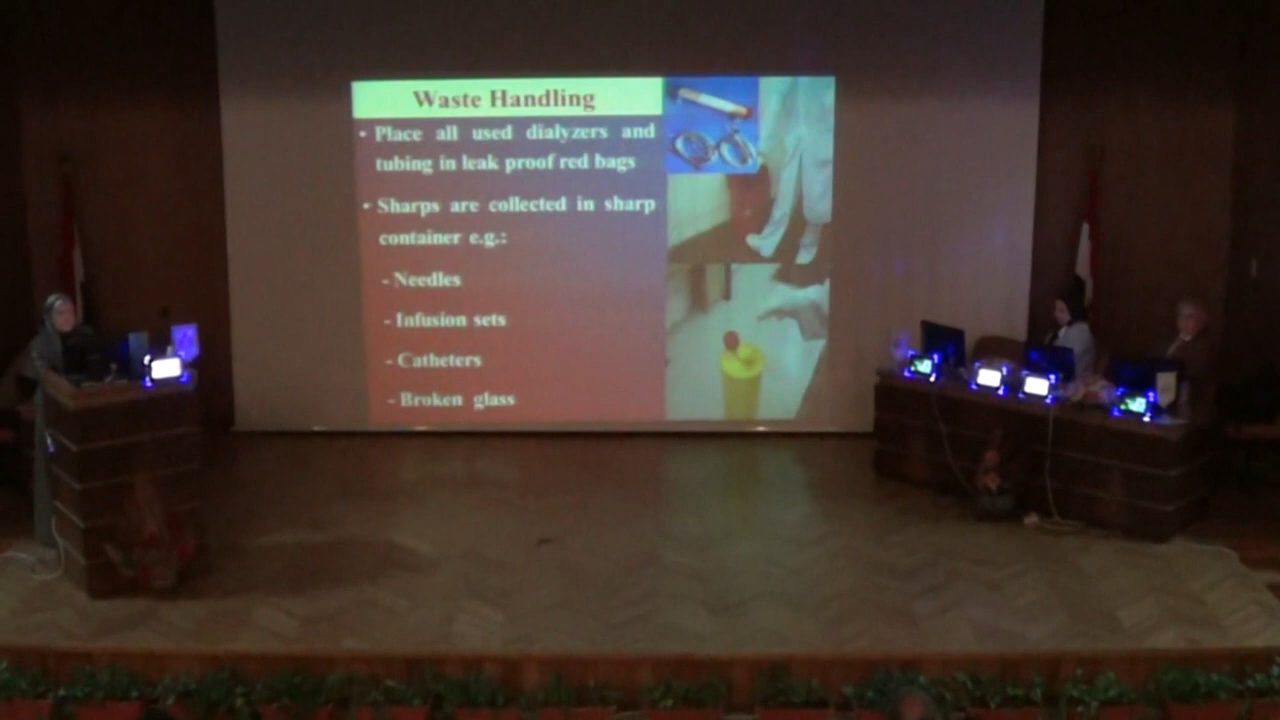 Waste Handling
• Place all used dialyzers and
tubing in leak proof red bags
• Sharps are collected in sharp
container e.g.:
- Needles
- Infusion sets
- Catheters
- Broken glass